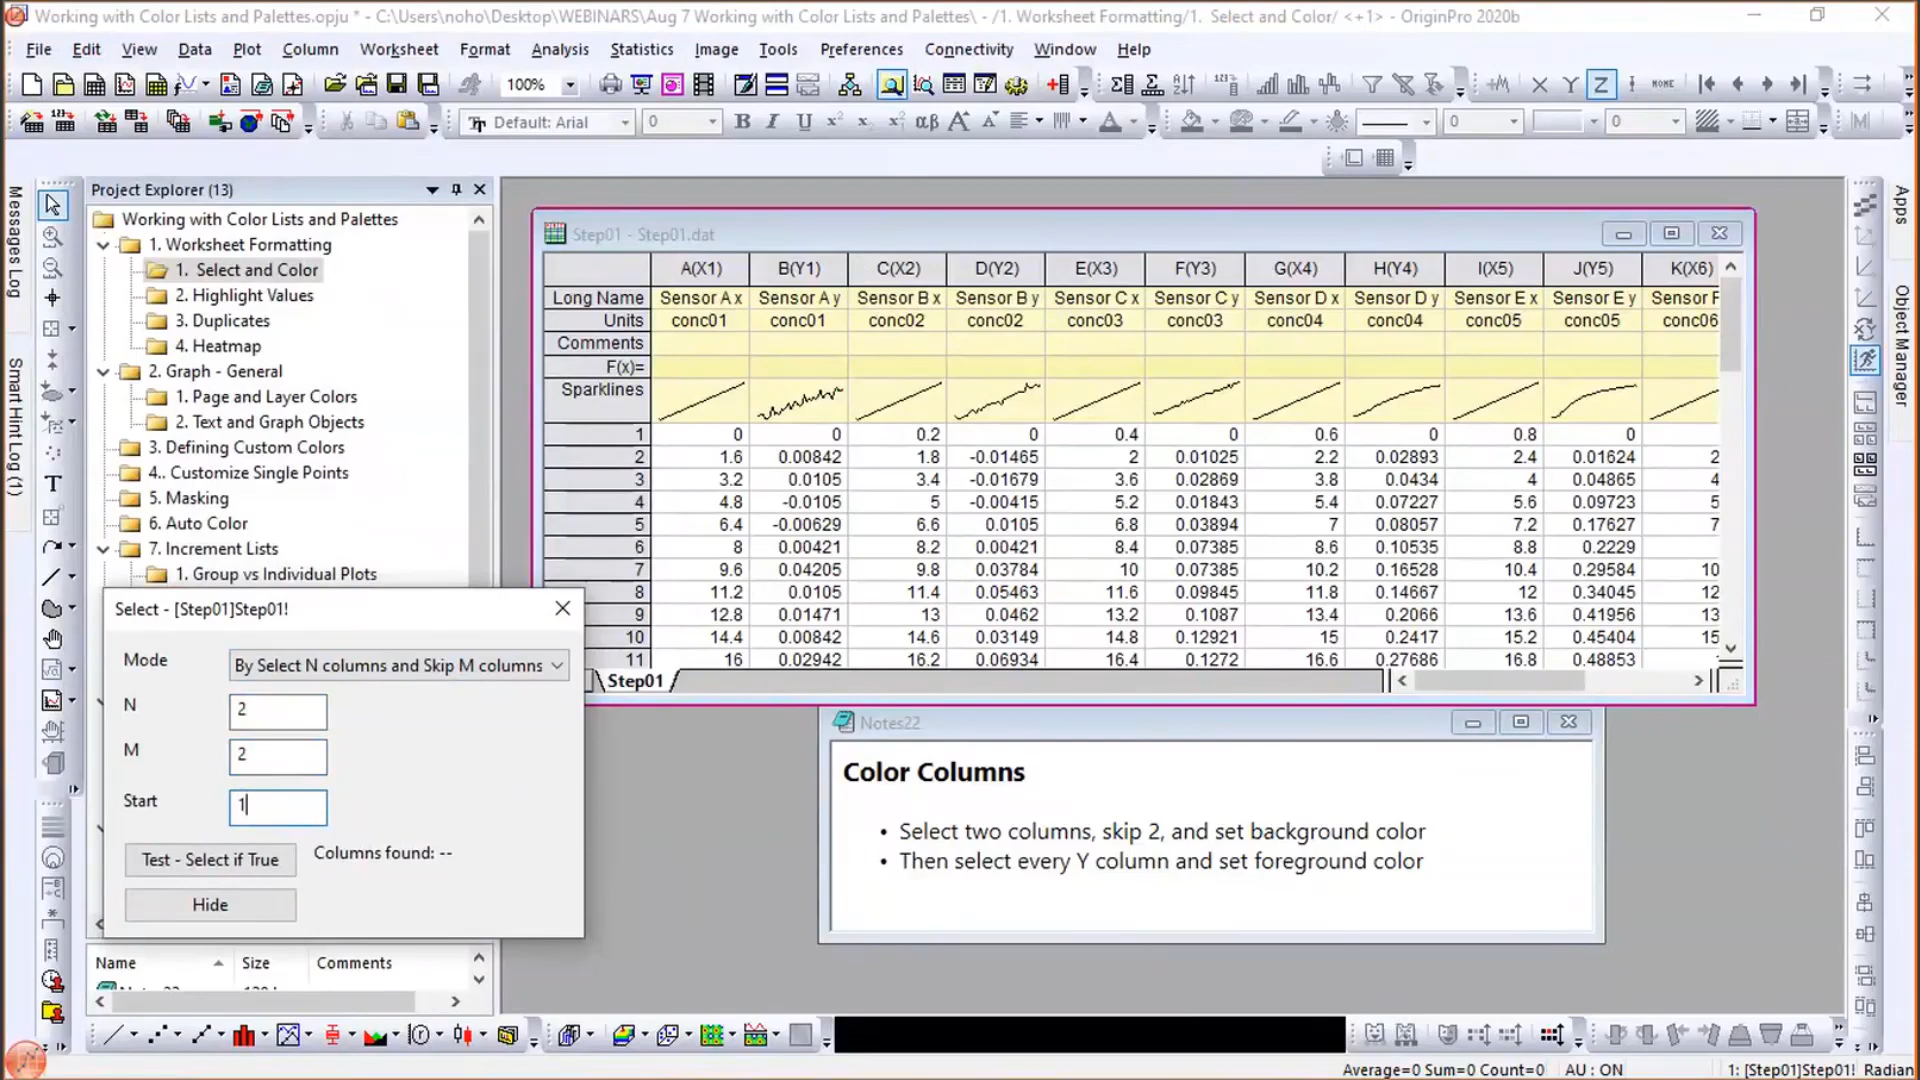 Working with Color Lists and Palettes.opju * - C:\Users\noho\Desktop\WEBINARS\Aug 7 Working with Color Lists and Palettes\ - /1. Worksheet Formatting/1.  Select and Color/ <+1> - OriginPro 2020b
File Edit View Data Plot Column Worksheet Format Analysis Statistics Image Tools Preferences Connectivity Window Help
100%
X Y Z HOME
Default: Arial 0 B I U 0 0
Messages Log
Smart Hint Log (1)
Apps
Object Manager
Project Explorer (13)
Working with Color Lists and Palettes
1. Worksheet Formatting
1.  Select and Color
2. Highlight Values
3. Duplicates
4. Heatmap
2. Graph - General
1. Page and Layer Colors
2. Text and Graph Objects
3. Defining Custom Colors
4.. Customize Single Points
5. Masking
6. Auto Color
7. Increment Lists
1. Group vs Individual Plots
Select - [Step01]Step01!
Mode By Select N columns and Skip M columns
N 2
M 2
Start 1
Test - Select if True Columns found: --
Hide
Name Size Comments
Step01 - Step01.dat
A(X1) B(Y1) C(X2) D(Y2) E(X3) F(Y3) G(X4) H(Y4) I(X5) J(Y5) K(X6)
Long Name Sensor A x Sensor A y Sensor B x Sensor B y Sensor C x Sensor C y Sensor D x Sensor D y Sensor E x Sensor E y Sensor F
Units conc01 conc01 conc02 conc02 conc03 conc03 conc04 conc04 conc05 conc05 conc06
Comments
F(x)=
Sparklines
1 0 0 0.2 0 0.4 0 0.6 0 0.8 0
2 1.6 0.00842 1.8 -0.01465 2 0.01025 2.2 0.02893 2.4 0.01624 2
3 3.2 0.0105 3.4 -0.01679 3.6 0.02869 3.8 0.0434 4 0.04865 4
4 4.8 -0.0105 5 -0.00415 5.2 0.01843 5.4 0.07227 5.6 0.09723 5
5 6.4 -0.00629 6.6 0.0105 6.8 0.03894 7 0.08057 7.2 0.17627 7
6 8 0.00421 8.2 0.00421 8.4 0.07385 8.6 0.10535 8.8 0.2229
7 9.6 0.04205 9.8 0.03784 10 0.07385 10.2 0.16528 10.4 0.29584 10
8 11.2 0.0105 11.4 0.05463 11.6 0.09845 11.8 0.14667 12 0.34045 12
9 12.8 0.01471 13 0.0462 13.2 0.1087 13.4 0.2066 13.6 0.41956 13
10 14.4 0.00842 14.6 0.03149 14.8 0.12921 15 0.2417 15.2 0.45404 15
11 16 0.02942 16.2 0.06934 16.4 0.1272 16.6 0.27686 16.8 0.48853
Step01
Notes22
Color Columns
• Select two columns, skip 2, and set background color
• Then select every Y column and set foreground color
Average=0 Sum=0 Count=0 AU : ON 1: [Step01]Step01! Radian